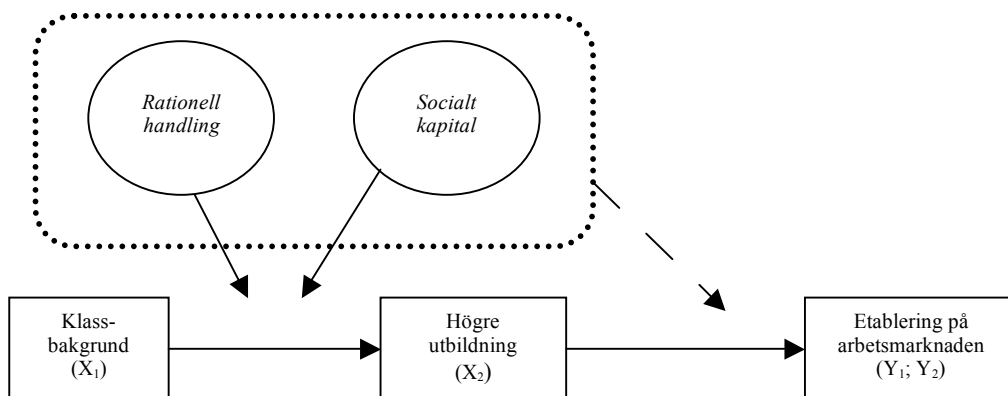 Rationell
handling
Socialt
kapital
Klass-
bakgrund
(X₁)
Högre
utbildning
(X₂)
Etablering på
arbetsmarknaden
(Y₁; Y₂)